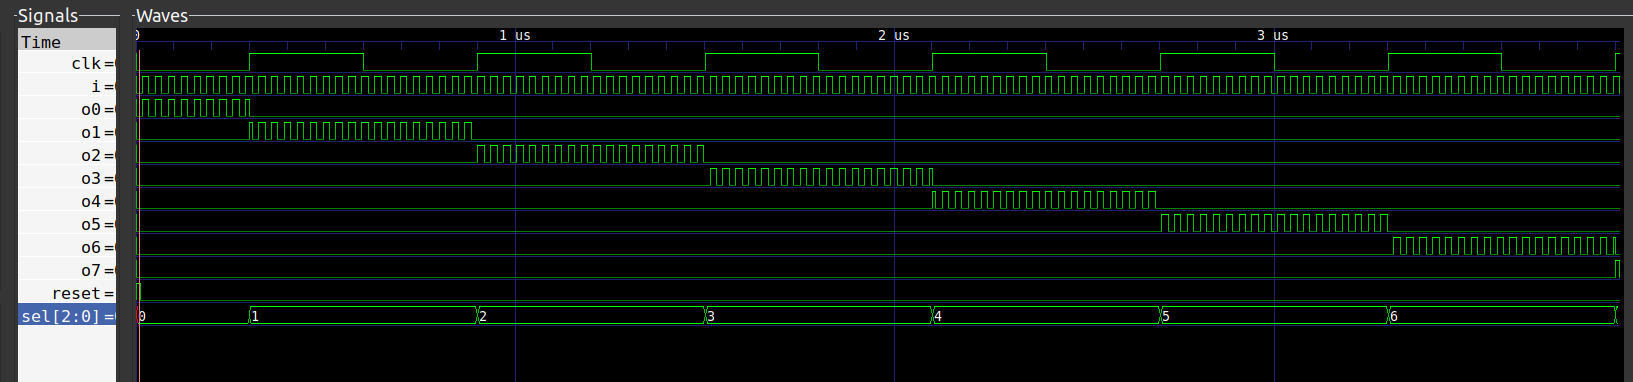 Signals
Waves
Time
0 1 us 2 us 3 us
clk=
i=
o0=
o1=
o2=
o3=
o4=
o5=
o6=
o7=
reset=
sel[2:0]=
0 1 2 3 4 5 6